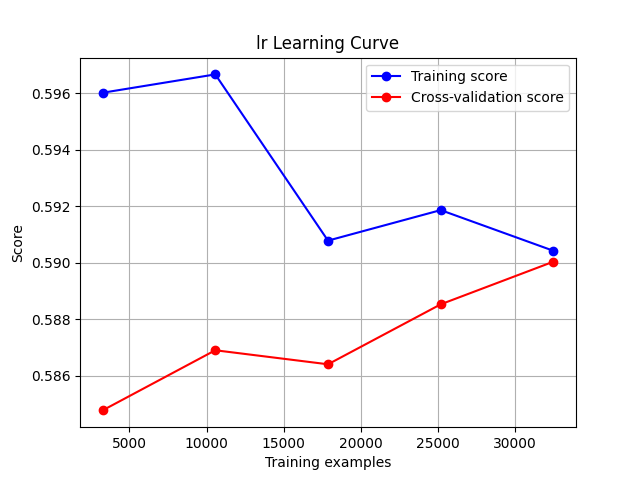 lr Learning Curve
Training score
Cross-validation score
Score
0.596
0.594
0.592
0.590
0.588
0.586
5000 10000 15000 20000 25000 30000
Training examples